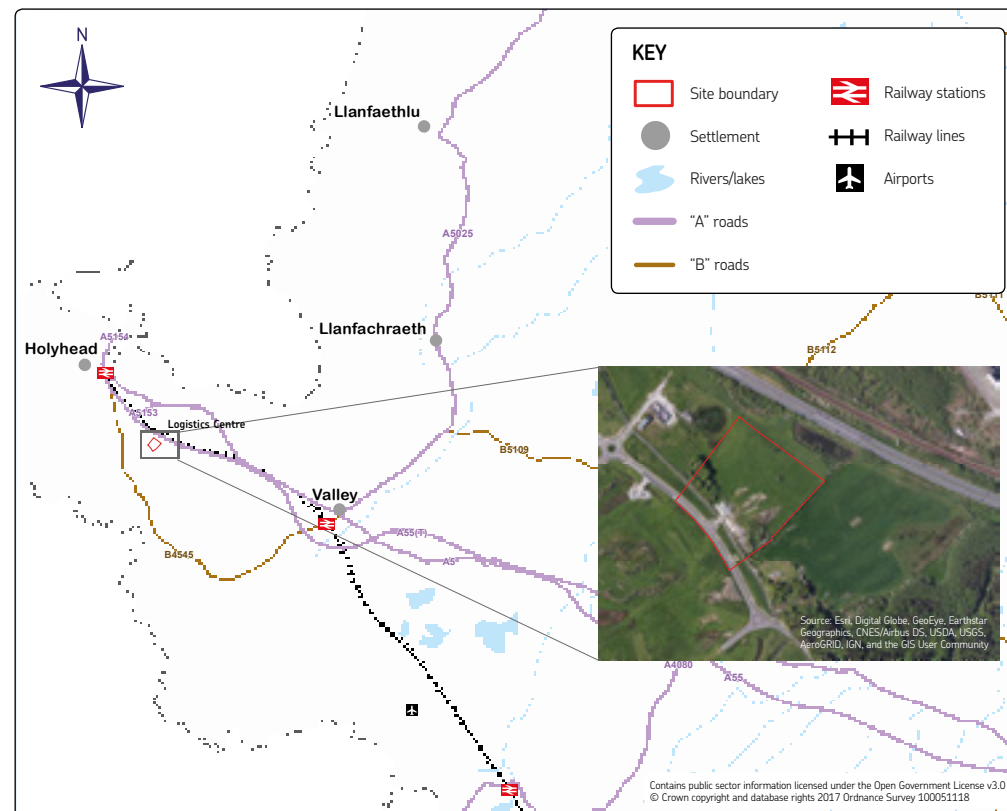 N
KEY
Site boundary
Railway stations
Settlement
Railway lines
Rivers/lakes
Airports
"A" roads
"B" roads
Llanfaethlu
A5025
B5111
Llanfachraeth
A5154
Holyhead
B5112
A5153
Logistics Centre
B5109
Valley
A55(T)
B4545
A5
Source: Esri, Digital Globe, GeoEye, Earthstar
Geographics, CNES/Airbus DS, USDA, USGS,
AeroGRID, IGN, and the GIS User Community
A4080
A55
Contains public sector information licensed under the Open Government License v3.0
© Crown copyright and database rights 2017 Ordnance Survey 100051118